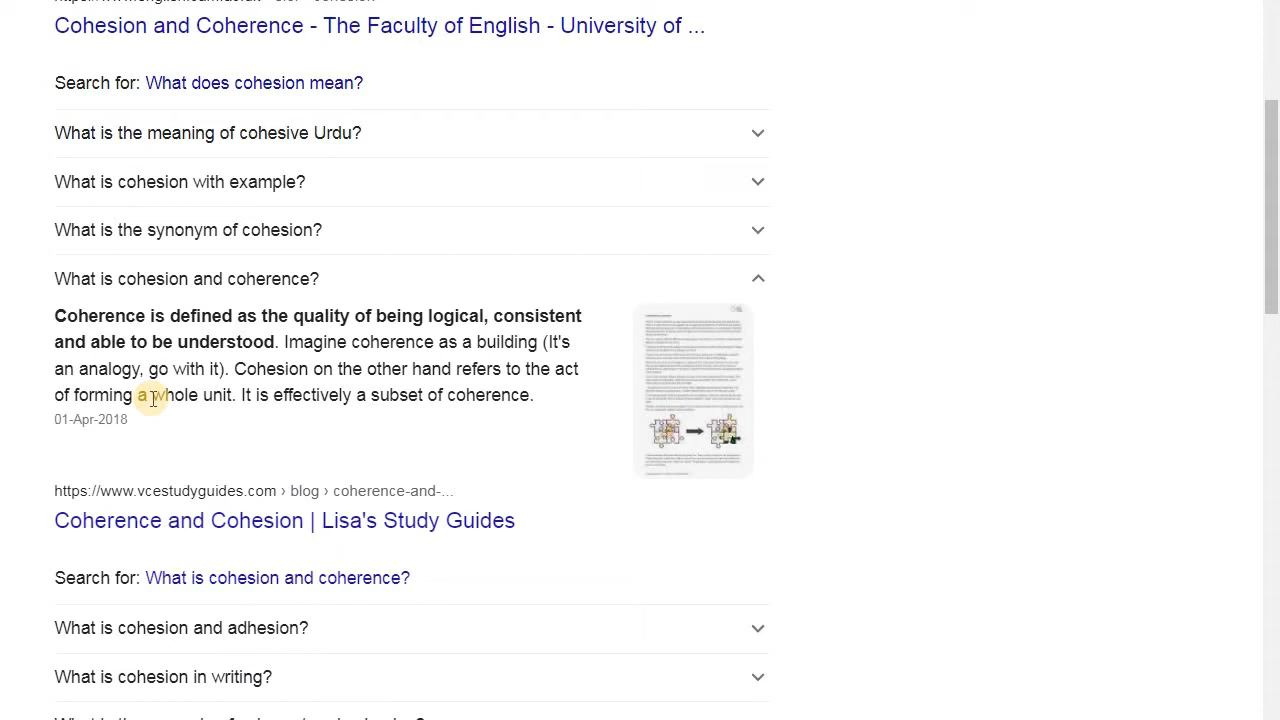 Cohesion and Coherence - The Faculty of English - University of ...
Search for: What does cohesion mean?
What is the meaning of cohesive Urdu?
What is cohesion with example?
What is the synonym of cohesion?
What is cohesion and coherence?
Coherence is defined as the quality of being logical, consistent
and able to be understood. Imagine coherence as a building (It's
an analogy, go with it). Cohesion on the other hand refers to the act
of forming a whole unit. It is effectively a subset of coherence.
01-Apr-2018
https://www.vcestudyguides.com › blog › coherence-and-...
Coherence and Cohesion | Lisa's Study Guides
Search for: What is cohesion and coherence?
What is cohesion and adhesion?
What is cohesion in writing?